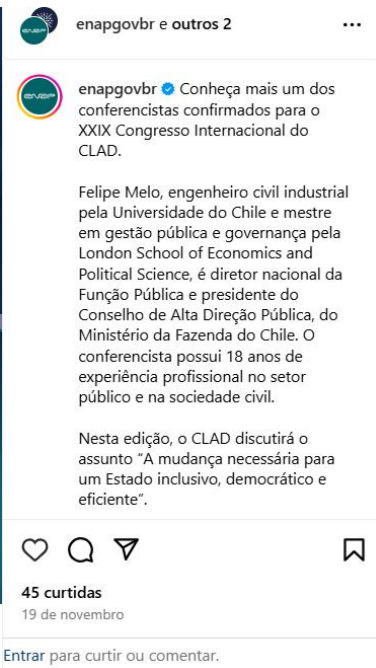 enapgovbr e outros 2
enap
enapgovbr Conheça mais um dos
conferencistas confirmados para o
XXIX Congresso Internacional do
CLAD.
Felipe Melo, engenheiro civil industrial
pela Universidade do Chile e mestre
em gestão pública e governança pela
London School of Economics and
Political Science, é diretor nacional da
Função Pública e presidente do
Conselho de Alta Direção Pública, do
Ministério da Fazenda do Chile. O
conferencista possui 18 anos de
experiência profissional no setor
público e na sociedade civil.
Nesta edição, o CLAD discutirá o
assunto “A mudança necessária para
um Estado inclusivo, democrático e
eficiente”.
45 curtidas
19 de novembro
Entrar para curtir ou comentar.